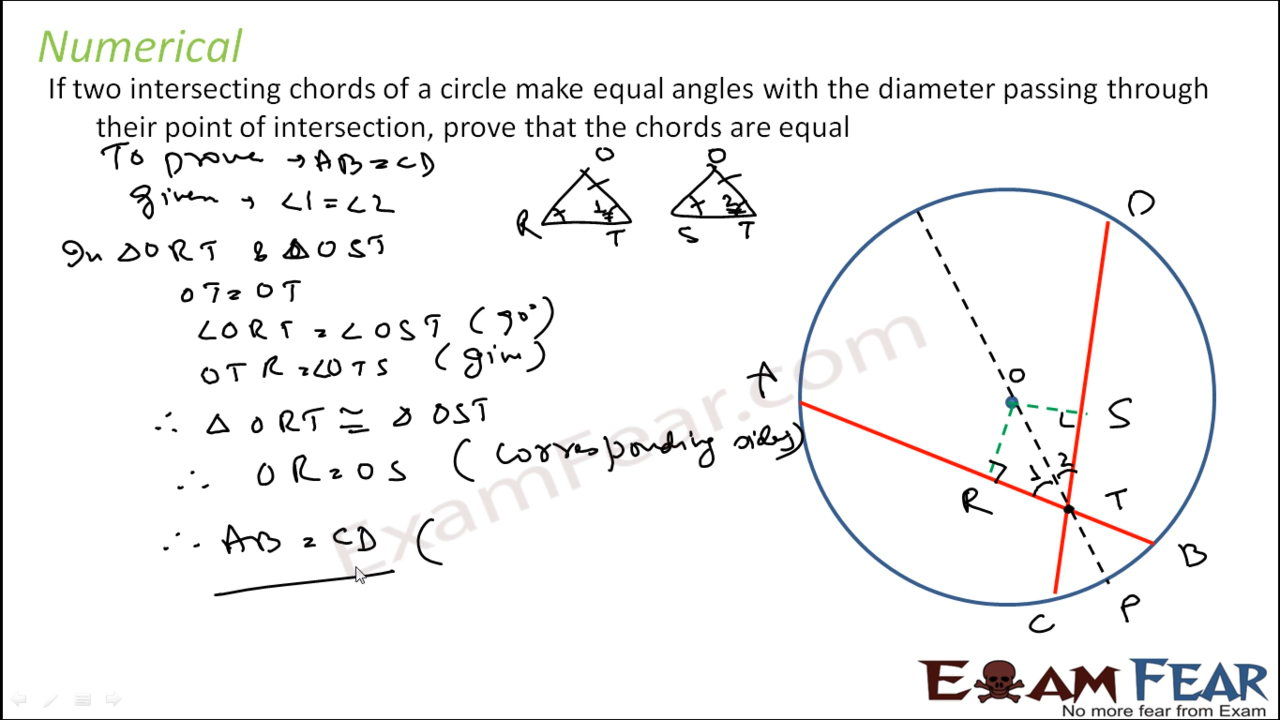 Numerical
If two intersecting chords of a circle make equal angles with the diameter passing through
their point of intersection, prove that the chords are equal
To prove → AB = CD
given → ∠1 = ∠2
In ΔORT & ΔOST
OT = OT
∠ORT = ∠OST (90°)
OTR = ∠OTS (given)
∴ ΔORT ≅ ΔOST
∴ OR = OS (corresponding sides)
∴ AB = CD (
O
R
1
T
O
S
2
T
D
A
O
L
S
2
1
R
T
B
P
C
ExamFear.com
EXAM FEAR
No more fear from Exam